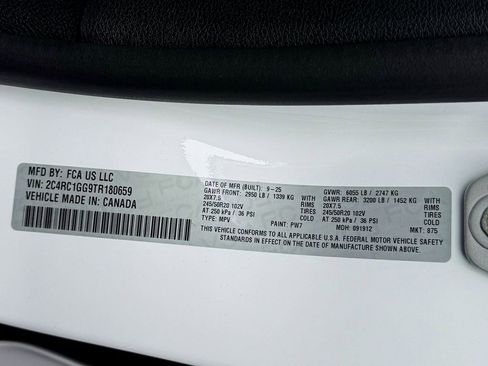 MFD BY: FCA US LLC
VIN: 2C4RC1GG9TR180659
VEHICLE MADE IN: CANADA
DATE OF MFR (BUILT): 9-25
GAWR FRONT: 2950 LB / 1339 KG
20X7.5 RIMS
245/50R20 102V TIRES
AT 250 kPa / 36 PSI COLD
TYPE: MPV PAINT: PW7
GVWR: 6055 LB / 2747 KG
GAWR REAR: 3200 LB / 1452 KG
20X7.5 RIMS
245/50R20 102V TIRES
AT 250 kPa / 36 PSI COLD
MDH: 091912 MKT: 875
THIS VEHICLE CONFORMS TO ALL APPLICABLE U.S.A. FEDERAL MOTOR VEHICLE SAFETY
STANDARDS IN EFFECT ON THE DATE OF MANUFACTURE SHOWN ABOVE.